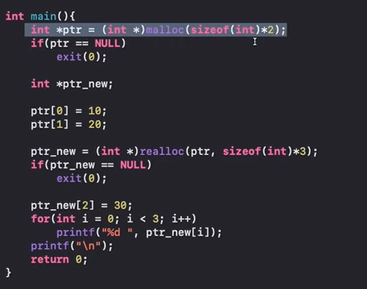 int main(){
int *ptr = (int *)malloc(sizeof(int)*2);
if(ptr == NULL)
exit(0);
int *ptr_new;
ptr[0] = 10;
ptr[1] = 20;
ptr_new = (int *)realloc(ptr, sizeof(int)*3);
if(ptr_new == NULL)
exit(0);
ptr_new[2] = 30;
for(int i = 0; i < 3; i++)
printf("%d ", ptr_new[i]);
printf("\n");
return 0;
}